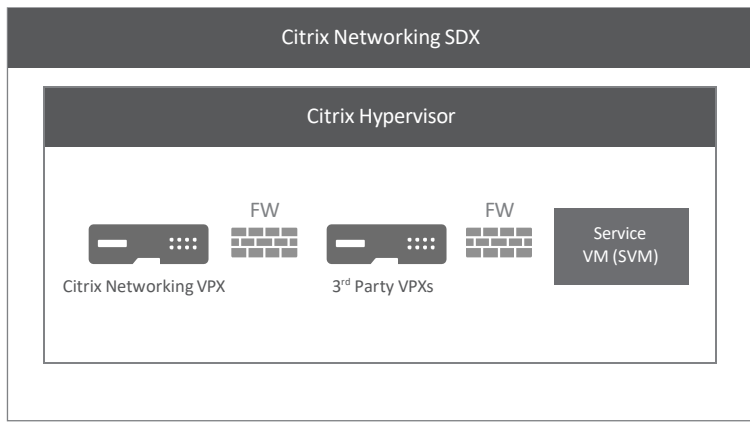 Citrix Networking SDX
Citrix Hypervisor
FW
FW
Service
VM (SVM)
Citrix Networking VPX
3rd Party VPXs